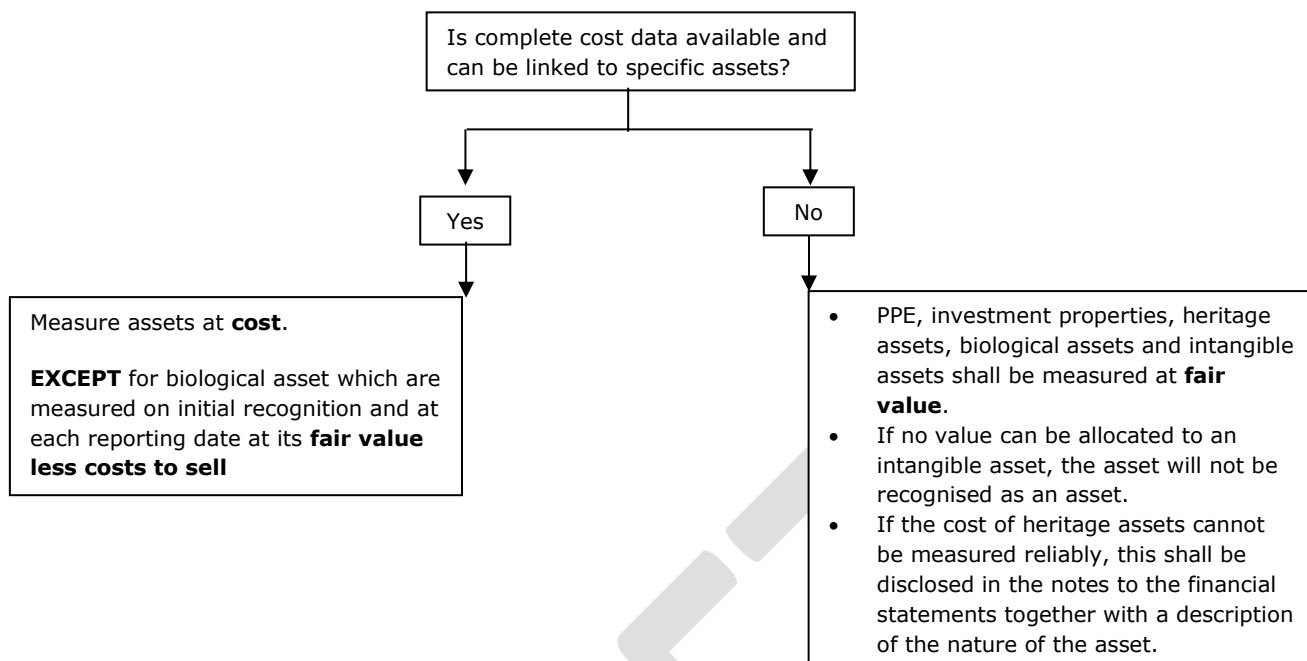 Is complete cost data available and
can be linked to specific assets?
Yes
No
Measure assets at cost.
EXCEPT for biological asset which are
measured on initial recognition and at
each reporting date at its fair value
less costs to sell
• PPE, investment properties, heritage
assets, biological assets and intangible
assets shall be measured at fair
value.
• If no value can be allocated to an
intangible asset, the asset will not be
recognised as an asset.
• If the cost of heritage assets cannot
be measured reliably, this shall be
disclosed in the notes to the financial
statements together with a description
of the nature of the asset.